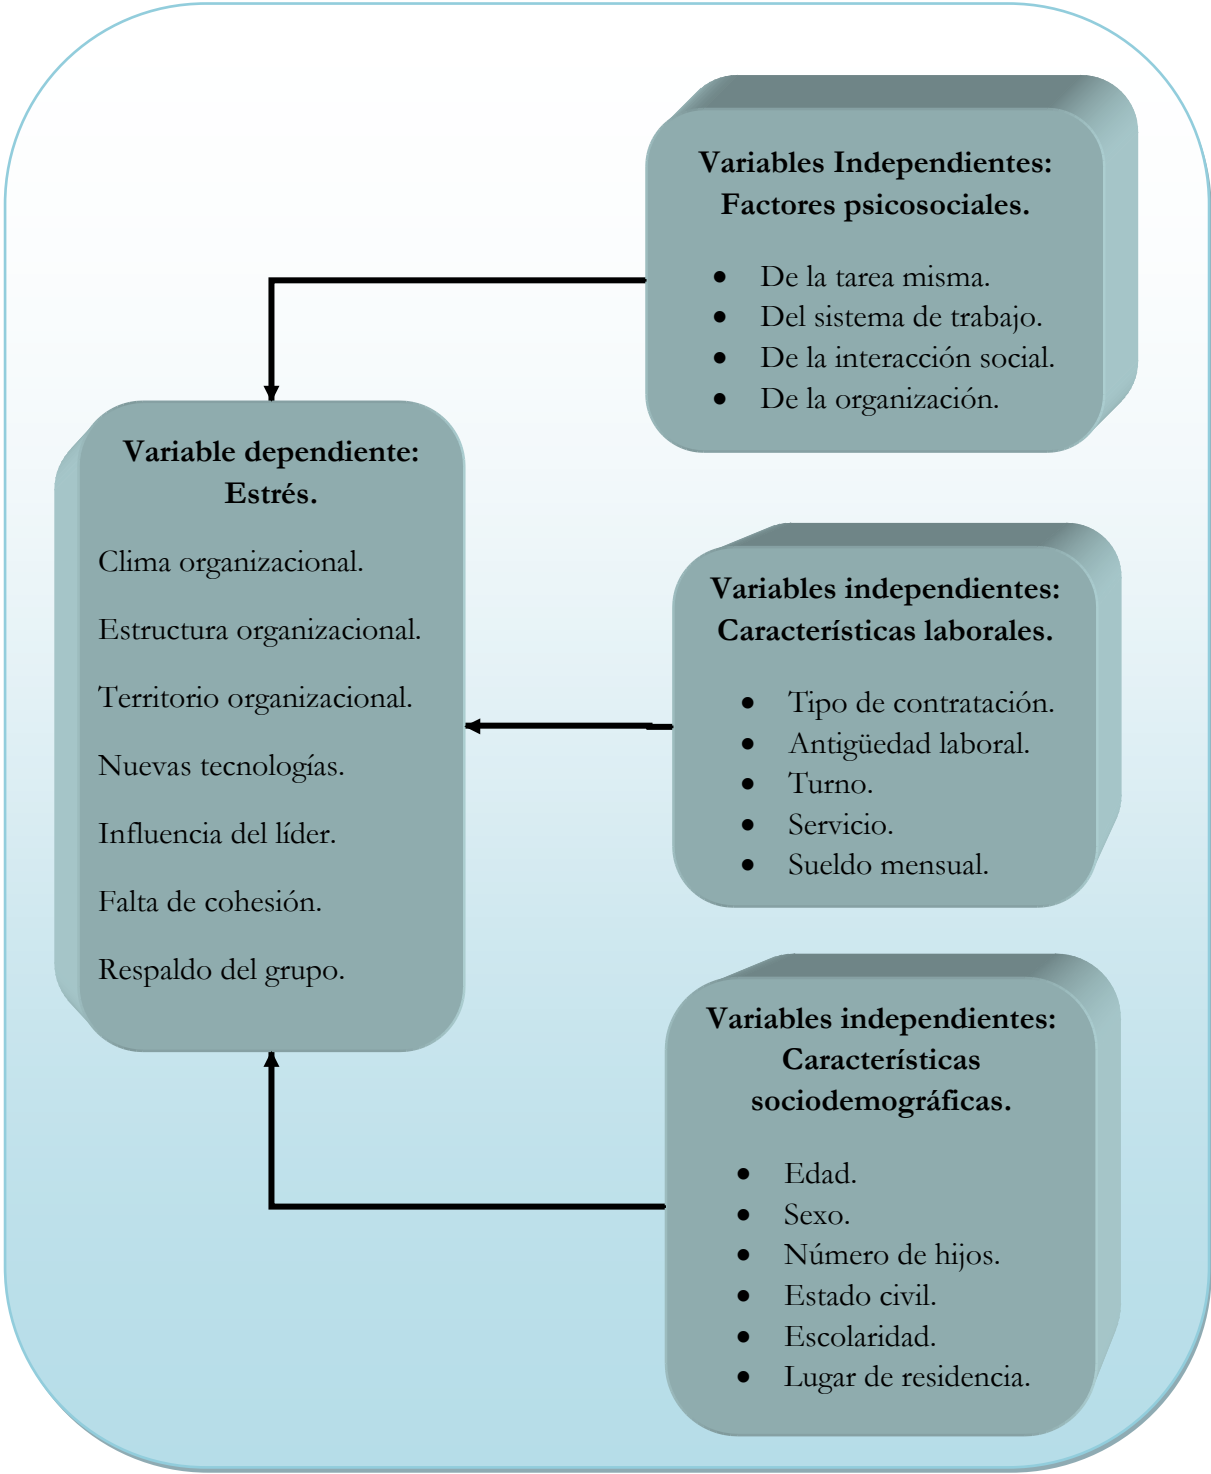 Variables Independientes:
Factores psicosociales.
• De la tarea misma.
• Del sistema de trabajo.
• De la interacción social.
• De la organización.
Variable dependiente:
Estrés.
Clima organizacional.
Estructura organizacional.
Territorio organizacional.
Nuevas tecnologías.
Influencia del líder.
Falta de cohesión.
Respaldo del grupo.
Variables independientes:
Características laborales.
• Tipo de contratación.
• Antigüedad laboral.
• Turno.
• Servicio.
• Sueldo mensual.
Variables independientes:
Características
sociodemográficas.
• Edad.
• Sexo.
• Número de hijos.
• Estado civil.
• Escolaridad.
• Lugar de residencia.